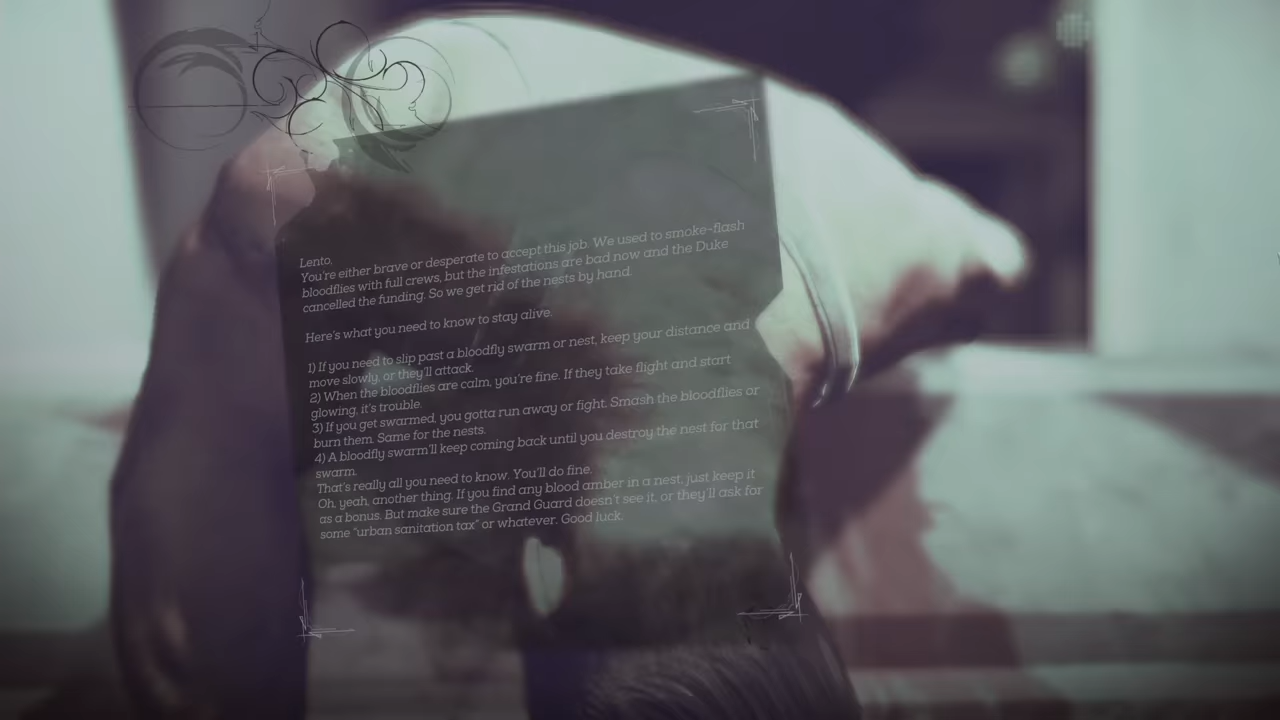 Lento.
You're either brave or desperate to accept this job. We used to smoke-flash
bloodflies with full crews, but the infestations are bad now and the Duke
cancelled the funding. So we get rid of the nests by hand.
Here's what you need to know to stay alive.
1) If you need to slip past a bloodfly swarm or nest, keep your distance and
move slowly, or they'll attack.
2) When the bloodflies are calm, you're fine. If they take flight and start
glowing, it's trouble.
3) If you get swarmed, you gotta run away or fight. Smash the bloodflies or
burn them. Same for the nests.
4) A bloodfly swarm'll keep coming back until you destroy the nest for that
swarm.
That's really all you need to know. You'll do fine.
Oh, yeah, another thing. If you find any blood amber in a nest, just keep it
as a bonus. But make sure the Grand Guard doesn't see it, or they'll ask for
some "urban sanitation tax" or whatever. Good luck.